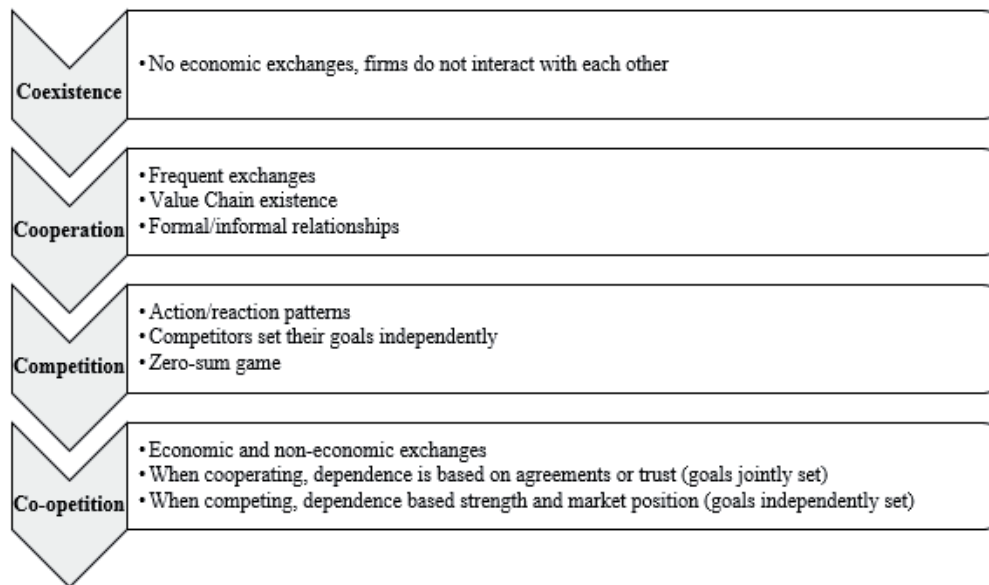 Coexistence
•No economic exchanges, firms do not interact with each other
Cooperation
•Frequent exchanges
•Value Chain existence
•Formal/informal relationships
Competition
•Action/reaction patterns
•Competitors set their goals independently
•Zero-sum game
Co-opetition
•Economic and non-economic exchanges
•When cooperating, dependence is based on agreements or trust (goals jointly set)
•When competing, dependence based strength and market position (goals independently set)